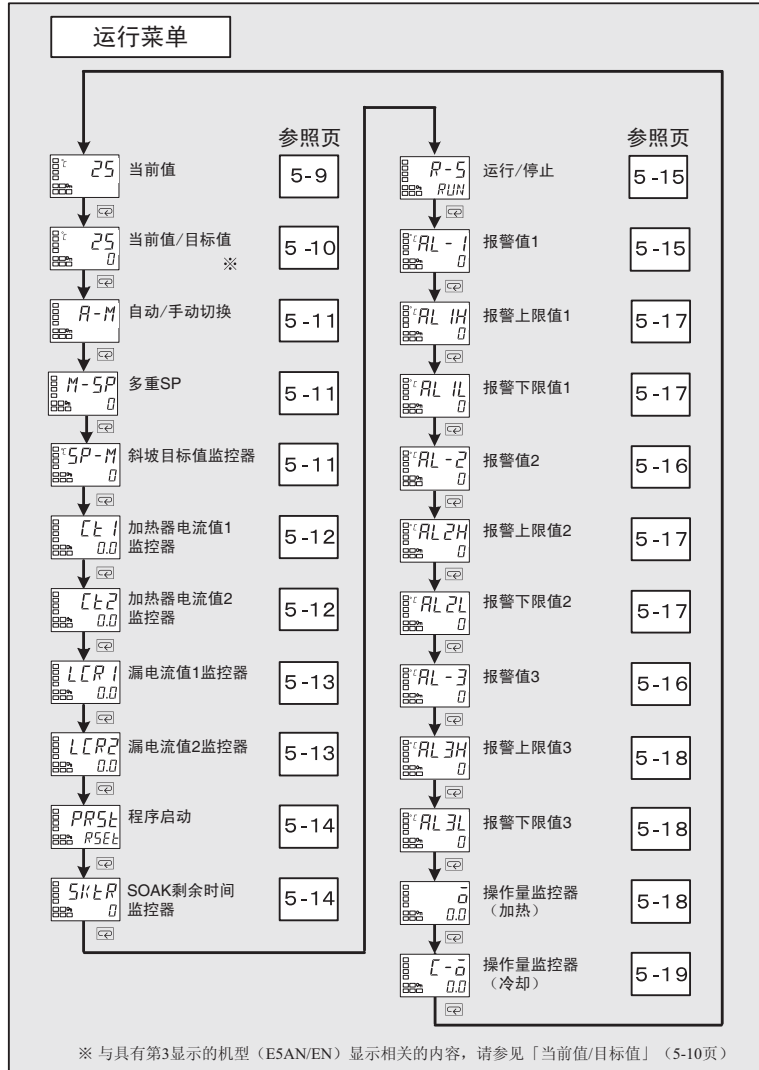 运行菜单
参照页
25
当前值
5-9
25
0
当前值/目标值
※
5-10
A-M
自动/手动切换
5-11
M-SP
0
多重SP
5-11
SP-M
0
斜坡目标值监控器
5-11
Ct1
0.0
加热器电流值1
监控器
5-12
Ct2
0.0
加热器电流值2
监控器
5-12
LCR1
0.0
漏电流值1监控器
5-13
LCR2
0.0
漏电流值2监控器
5-13
PRSt
RSEt
程序启动
5-14
SKtR
0
SOAK剩余时间
监控器
5-14
参照页
R-S
RUN
运行/停止
5-15
AL-1
0
报警值1
5-15
AL1H
0
报警上限值1
5-17
AL1L
0
报警下限值1
5-17
AL-2
0
报警值2
5-16
AL2H
0
报警上限值2
5-17
AL2L
0
报警下限值2
5-17
AL-3
0
报警值3
5-16
AL3H
0
报警上限值3
5-18
AL3L
0
报警下限值3
5-18
o
0.0
操作量监控器
（加热）
5-18
C-o
0.0
操作量监控器
（冷却）
5-19
※ 与具有第3显示的机型（E5AN/EN）显示相关的内容，请参见「当前值/目标值」（5-10页）